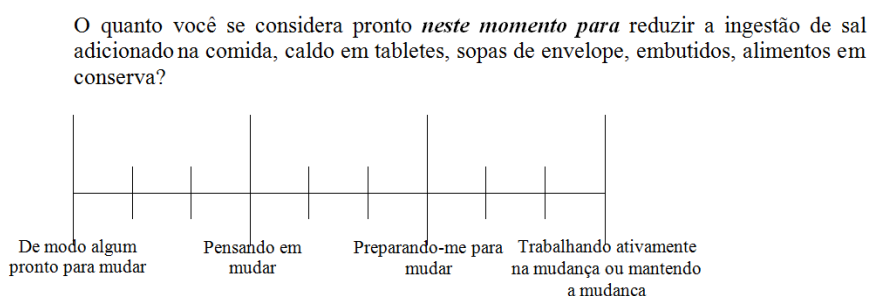 O quanto você se considera pronto neste momento para reduzir a ingestão de sal
adicionado na comida, caldo em tabletes, sopas de envelope, embutidos, alimentos em
conserva?
De modo algum
pronto para mudar
Pensando em
mudar
Preparando-me para
mudar
Trabalhando ativamente
na mudança ou mantendo
a mudança